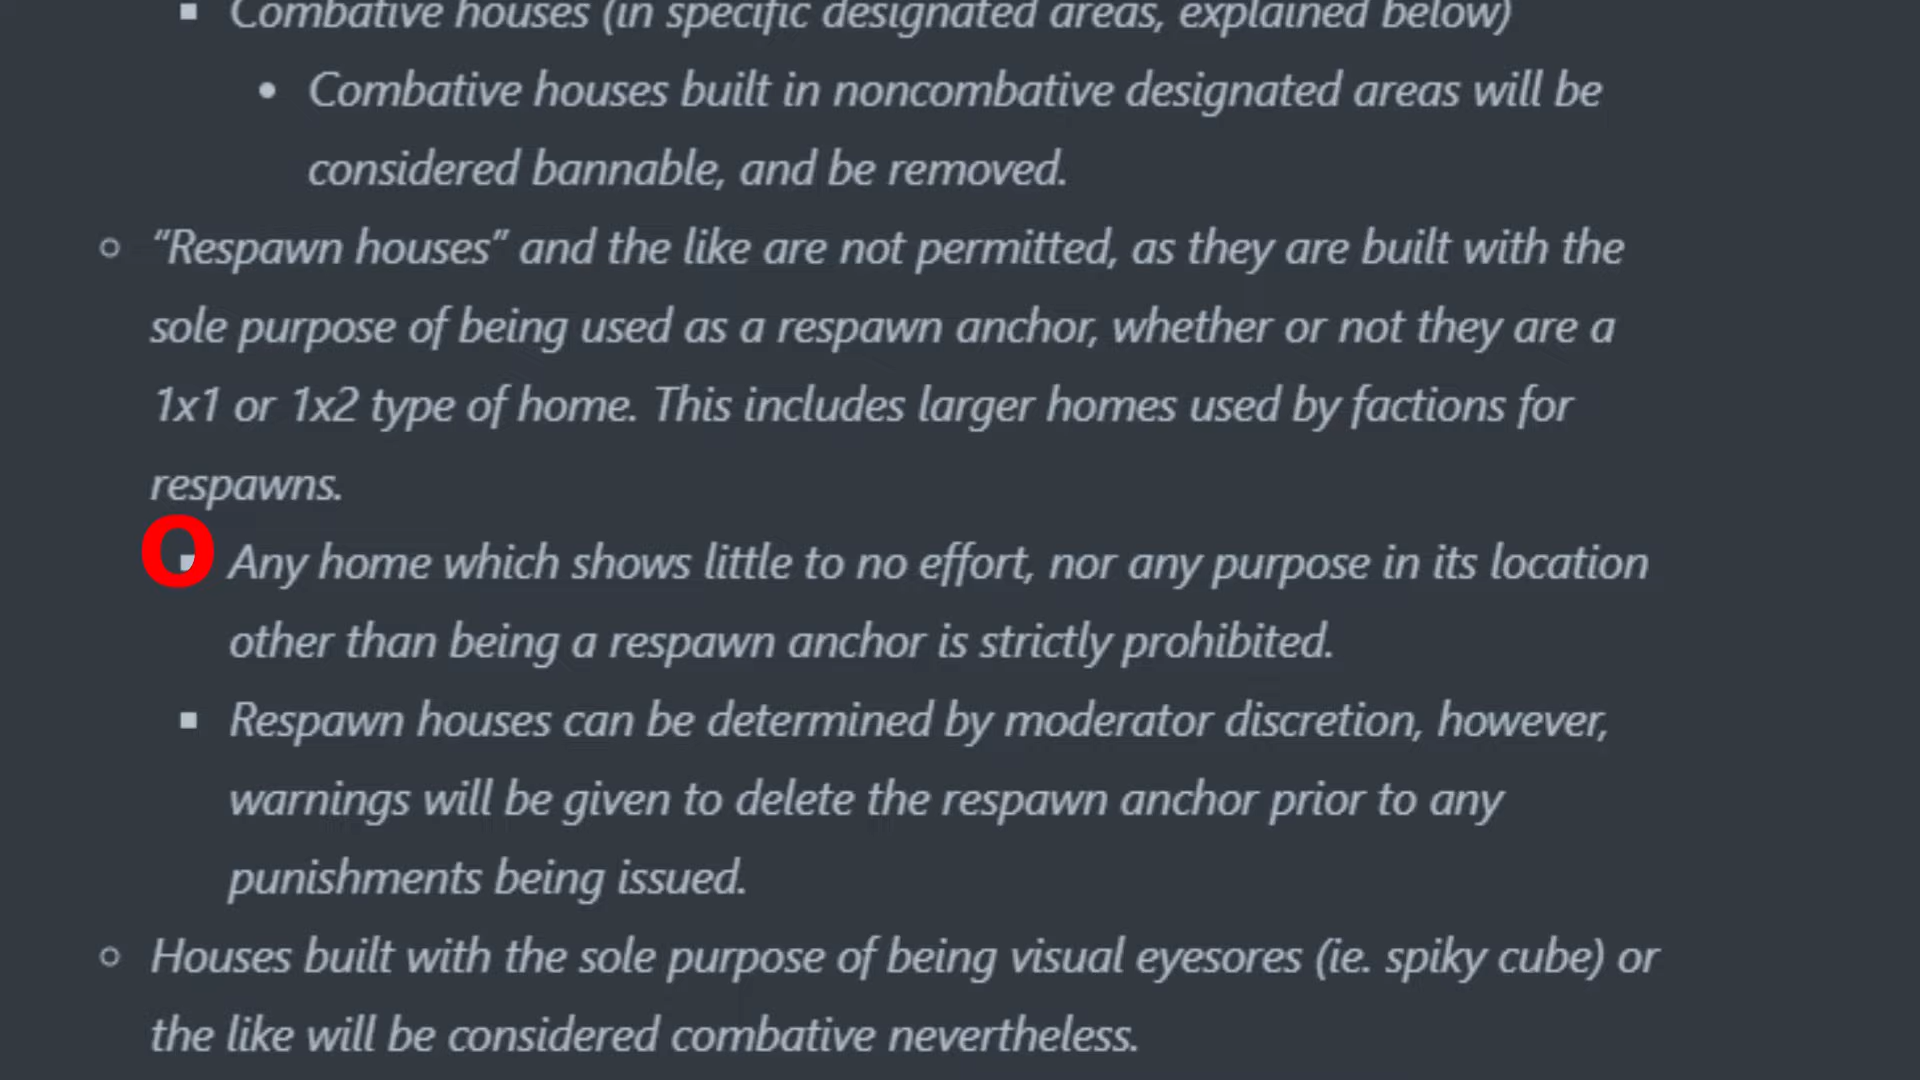 Combative houses (in specific designated areas, explained below)
Combative houses built in noncombative designated areas will be
considered bannable, and be removed.
“Respawn houses” and the like are not permitted, as they are built with the
sole purpose of being used as a respawn anchor, whether or not they are a
1x1 or 1x2 type of home. This includes larger homes used by factions for
respawns.
O
Any home which shows little to no effort, nor any purpose in its location
other than being a respawn anchor is strictly prohibited.
Respawn houses can be determined by moderator discretion, however,
warnings will be given to delete the respawn anchor prior to any
punishments being issued.
Houses built with the sole purpose of being visual eyesores (ie. spiky cube) or
the like will be considered combative nevertheless.